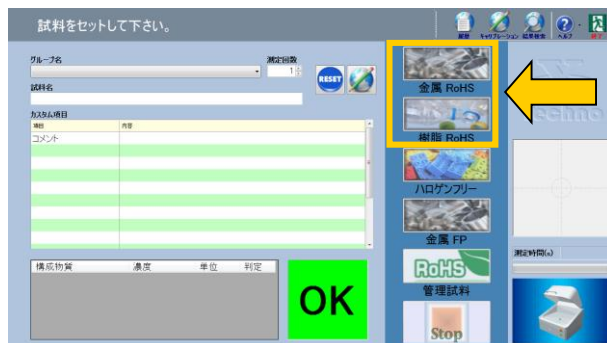 試料をセットして下さい。
履歴 キャリブレーション 結果検索 ヘルプ 終了
グループ名
測定回数
1
RESET
試料名
カスタム項目
項目 内容
コメント
構成物質 濃度 単位 判定
OK
金属 RoHS
樹脂 RoHS
ハロゲンフリー
金属 FP
RoHS
管理試料
Stop
echno
測定時間(s)